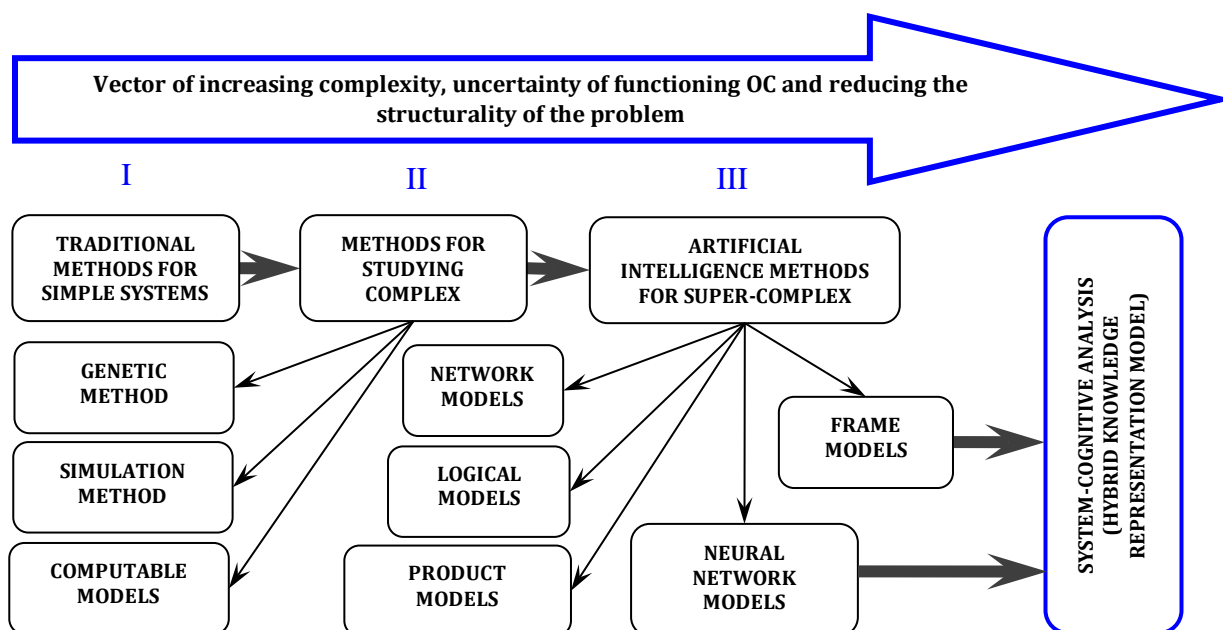 Vector of increasing complexity, uncertainty of functioning OC and reducing the
structurality of the problem
I
II
III
TRADITIONAL
METHODS FOR
SIMPLE SYSTEMS
METHODS FOR
STUDYING
COMPLEX
ARTIFICIAL
INTELLIGENCE METHODS
FOR SUPER-COMPLEX
GENETIC
METHOD
SIMULATION
METHOD
COMPUTABLE
MODELS
NETWORK
MODELS
LOGICAL
MODELS
PRODUCT
MODELS
FRAME
MODELS
NEURAL
NETWORK
MODELS
SYSTEM-COGNITIVE ANALYSIS
(HYBRID KNOWLEDGE
REPRESENTATION MODEL)